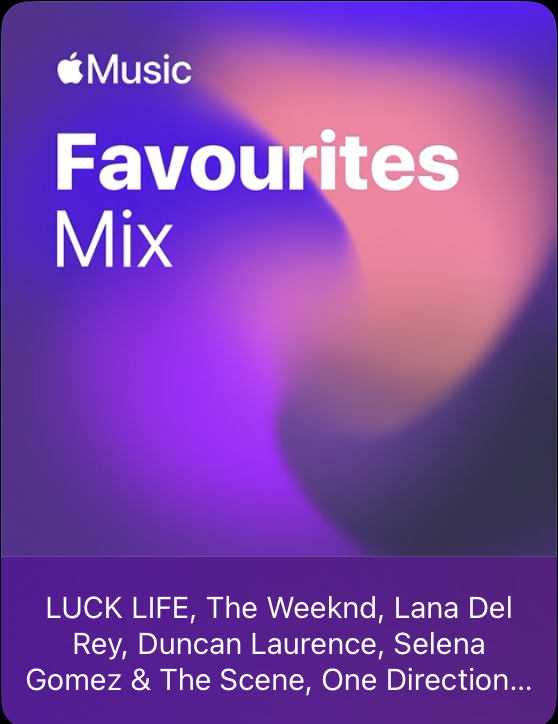 Music
Favourites
Mix
LUCK LIFE, The Weeknd, Lana Del
Rey, Duncan Laurence, Selena
Gomez & The Scene, One Direction...